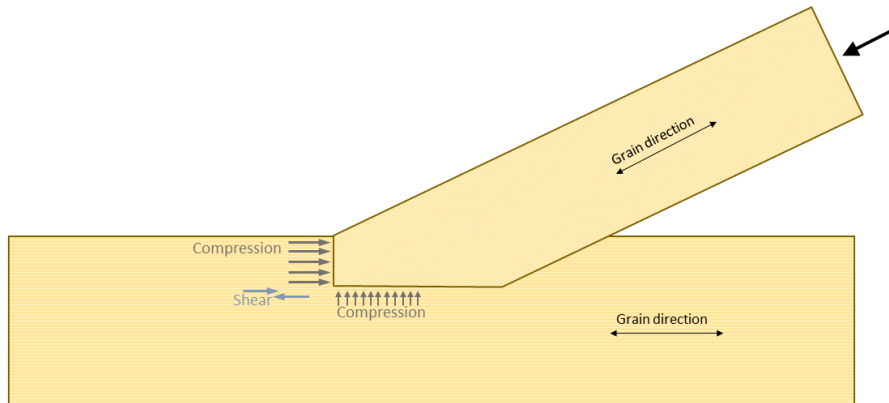 Grain direction
Compression
Shear
Compression
Grain direction